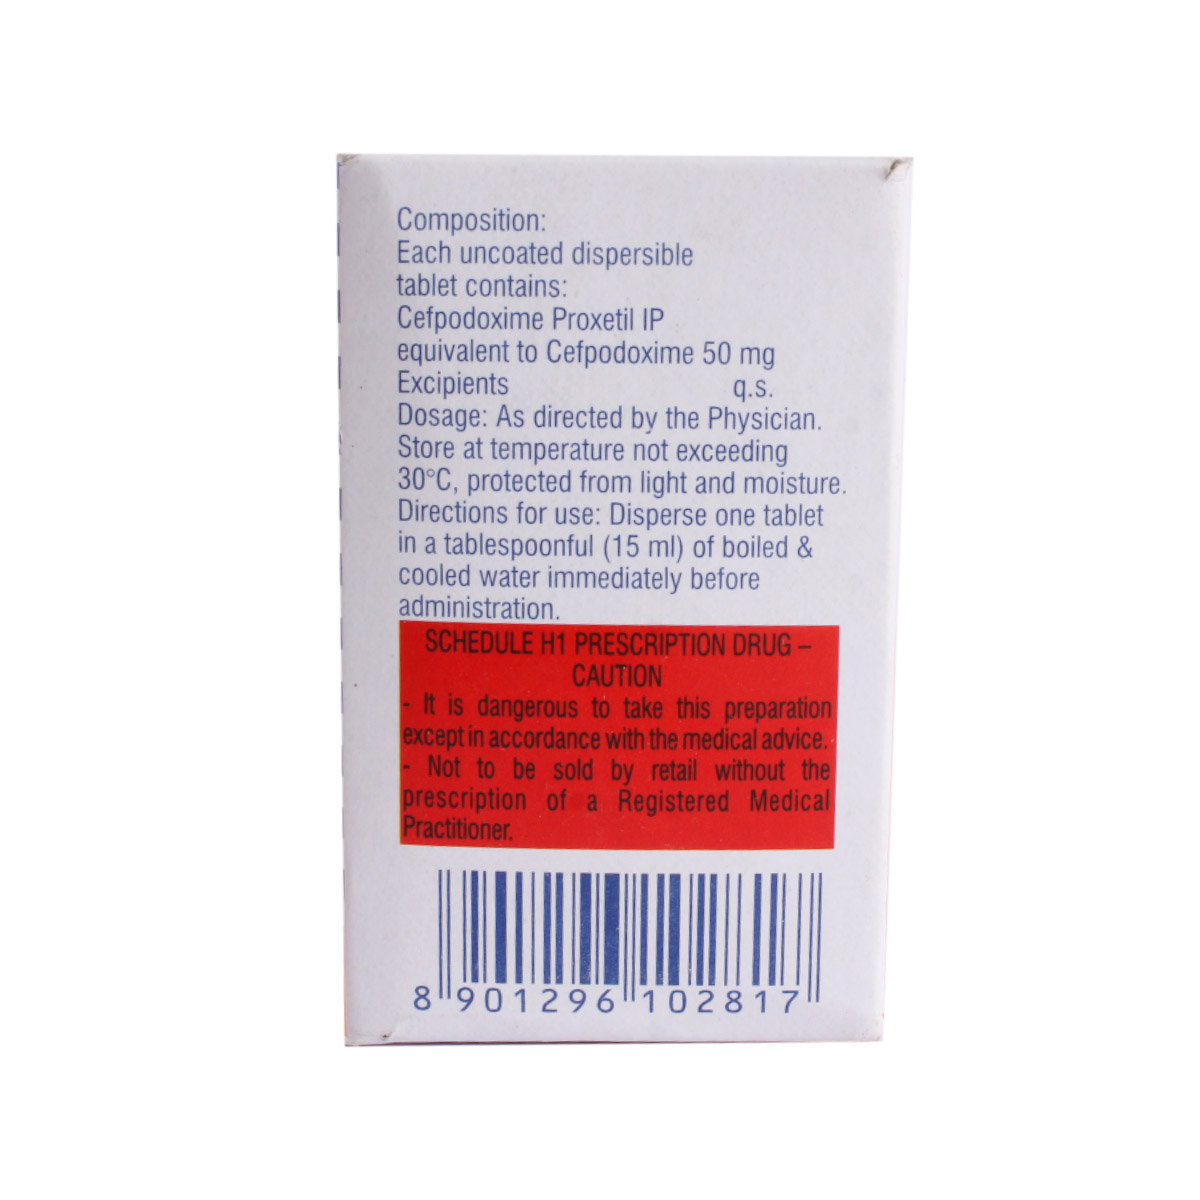 Composition:
Each uncoated dispersible
tablet contains:
Cefpodoxime Proxetil IP
equivalent to Cefpodoxime 50 mg
Excipients q.s.
Dosage: As directed by the Physician.
Store at temperature not exceeding
30°C, protected from light and moisture.
Directions for use: Disperse one tablet
in a tablespoonful (15 ml) of boiled &
cooled water immediately before
administration.
SCHEDULE H1 PRESCRIPTION DRUG –
CAUTION
- It is dangerous to take this preparation
except in accordance with the medical advice.
- Not to be sold by retail without the
prescription of a Registered Medical
Practitioner.
8 901296 102817